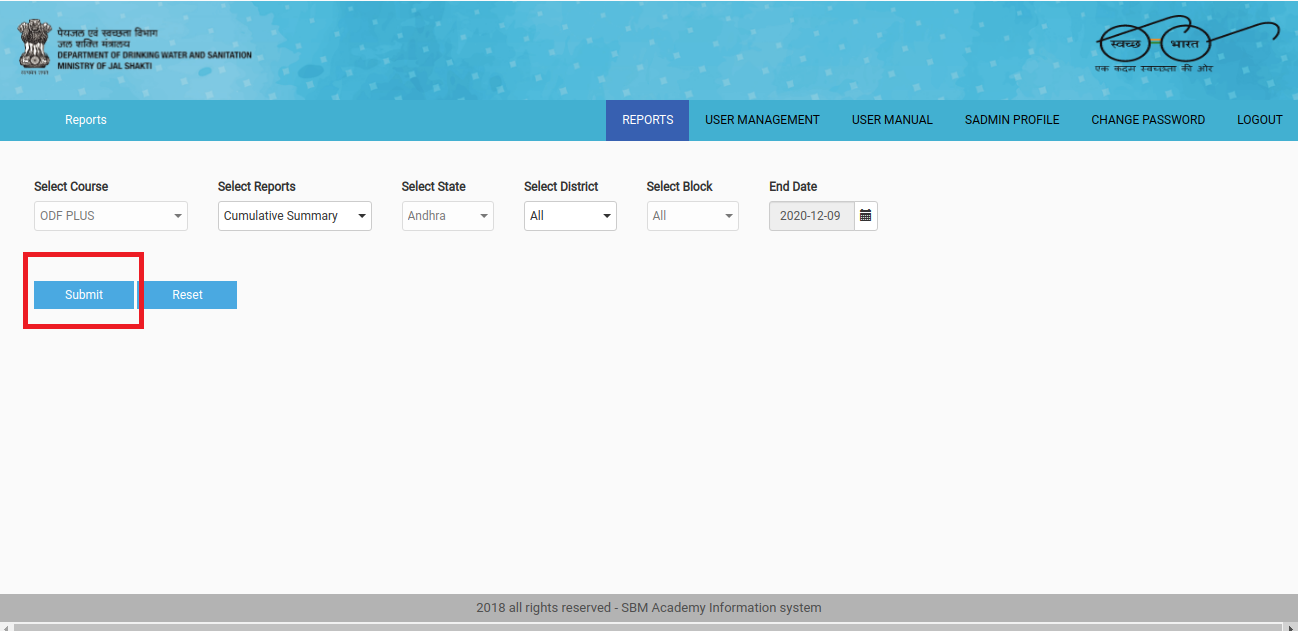 पेयजल एवं स्वच्छता विभाग
जल शक्ति मंत्रालय
DEPARTMENT OF DRINKING WATER AND SANITATION
MINISTRY OF JAL SHAKTI
स्वच्छ भारत
एक कदम स्वच्छता की ओर
Reports
REPORTS USER MANAGEMENT USER MANUAL SADMIN PROFILE CHANGE PASSWORD LOGOUT
Select Course Select Reports Select State Select District Select Block End Date
ODF PLUS Cumulative Summary Andhra All All 2020-12-09
Submit Reset
2018 all rights reserved - SBM Academy Information system